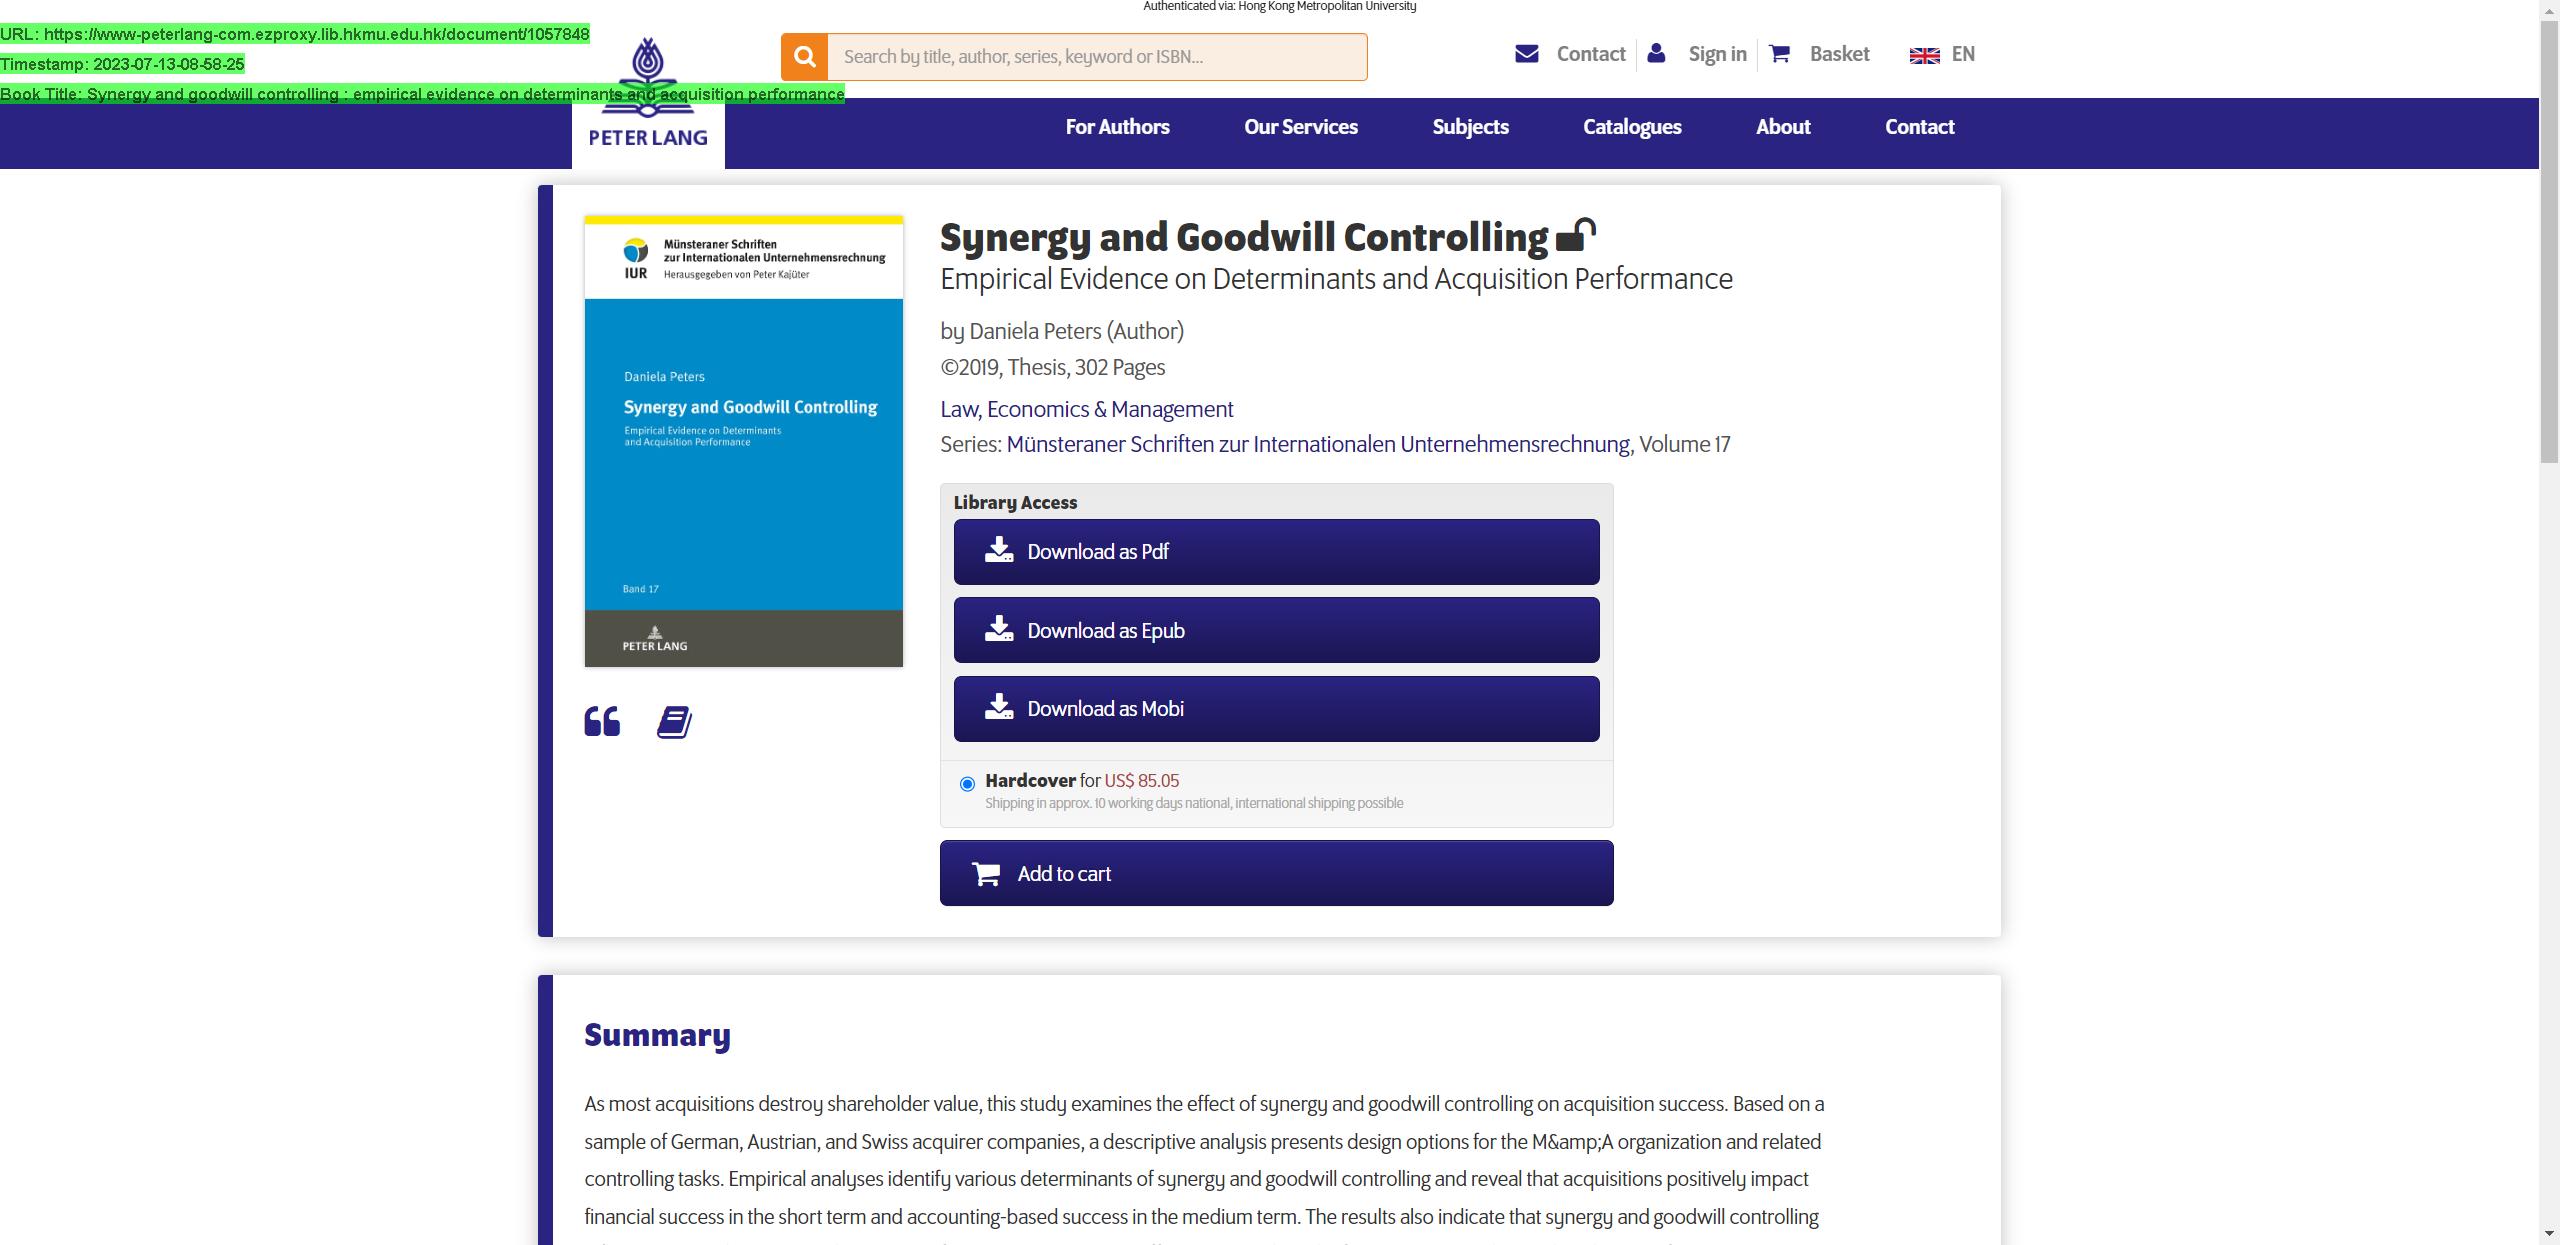 Authenticated via: Hong Kong Metropolitan University
URL: https://www-peterlang-com.ezproxy.lib.hkmu.edu.hk/document/1057848
Timestamp: 2023-07-13-08-58-25
Book Title: Synergy and goodwill controlling : empirical evidence on determinants and acquisition performance
Search by title, author, series, keyword or ISBN...
Contact
Sign in
Basket
EN
PETER LANG
For Authors
Our Services
Subjects
Catalogues
About
Contact
IUR
Münsteraner Schriften
zur Internationalen Unternehmensrechnung
Herausgegeben von Peter Kajüter
Daniela Peters
Synergy and Goodwill Controlling
Empirical Evidence on Determinants
and Acquisition Performance
Band 17
PETER LANG
Synergy and Goodwill Controlling
Empirical Evidence on Determinants and Acquisition Performance
by Daniela Peters (Author)
©2019, Thesis, 302 Pages
Law, Economics & Management
Series: Münsteraner Schriften zur Internationalen Unternehmensrechnung, Volume 17
Library Access
Download as Pdf
Download as Epub
Download as Mobi
Hardcover for US$ 85.05
Shipping in approx. 10 working days national, international shipping possible
Add to cart
Summary
As most acquisitions destroy shareholder value, this study examines the effect of synergy and goodwill controlling on acquisition success. Based on a
sample of German, Austrian, and Swiss acquirer companies, a descriptive analysis presents design options for the M&amp;A organization and related
controlling tasks. Empirical analyses identify various determinants of synergy and goodwill controlling and reveal that acquisitions positively impact
financial success in the short term and accounting-based success in the medium term. The results also indicate that synergy and goodwill controlling